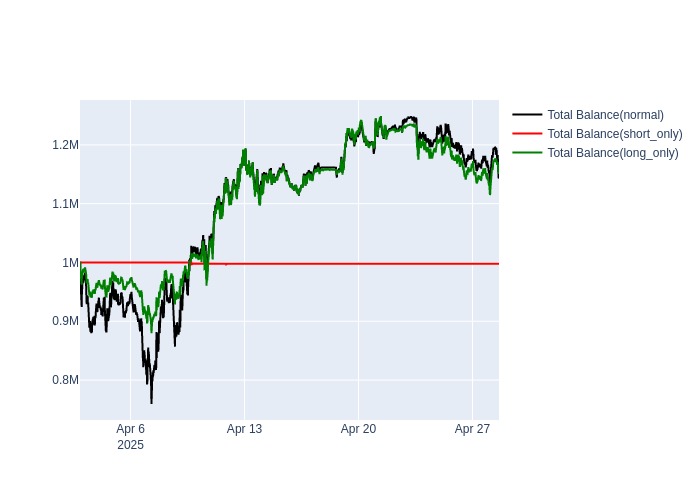 Total Balance(normal)
Total Balance(short_only)
Total Balance(long_only)
1.2M
1.1M
1M
0.9M
0.8M
Apr 6
2025
Apr 13
Apr 20
Apr 27